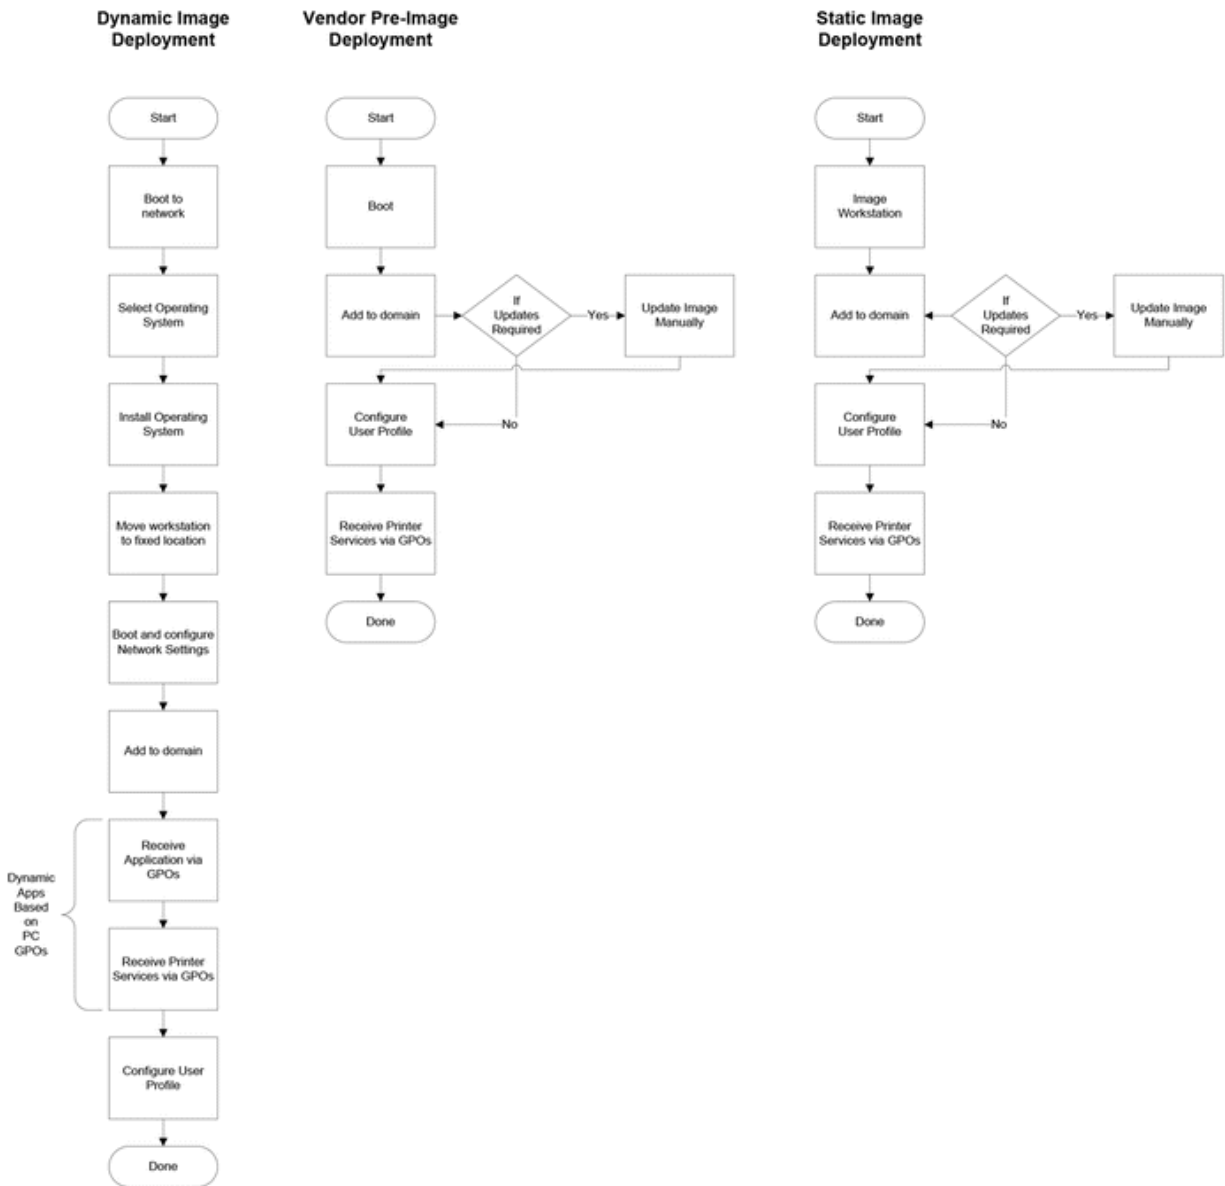 Dynamic Image
Deployment
Start
Boot to
network
Select Operating
System
Install Operating
System
Move workstation
to fixed location
Boot and configure
Network Settings
Add to domain
Receive
Application via
GPOs
Receive Printer
Services via GPOs
Dynamic
Apps
Based
on
PC
GPOs
Configure User
Profile
Done
Vendor Pre-Image
Deployment
Start
Boot
Add to domain
If
Updates
Required
Yes
Update Image
Manually
No
Configure
User Profile
Receive Printer
Services via GPOs
Done
Static Image
Deployment
Start
Image
Workstation
Add to domain
If
Updates
Required
Yes
Update Image
Manually
No
Configure
User Profile
Receive Printer
Services via GPOs
Done